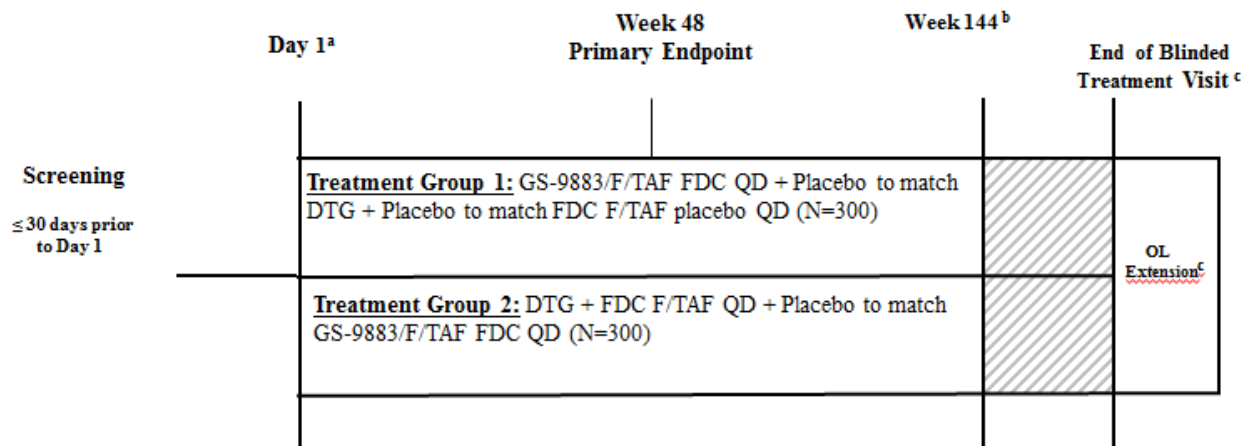 Day 1a
Week 48
Primary Endpoint
Week 144 b
End of Blinded
Treatment Visit c
Screening
≤ 30 days prior
to Day 1
Treatment Group 1: GS-9883/F/TAF FDC QD + Placebo to match
DTG + Placebo to match FDC F/TAF placebo QD (N=300)
Treatment Group 2: DTG + FDC F/TAF QD + Placebo to match
GS-9883/F/TAF FDC QD (N=300)
OL
Extensionc